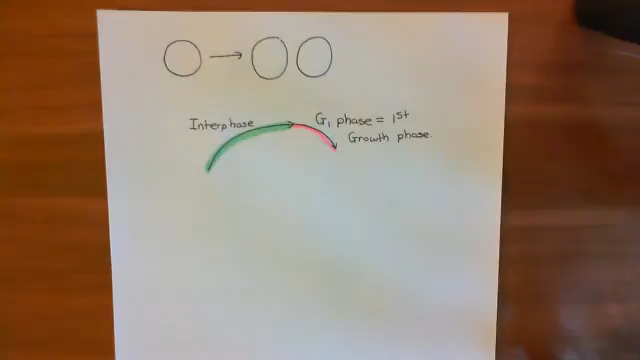 Interphase
G₁ phase = 1st
Growth phase.